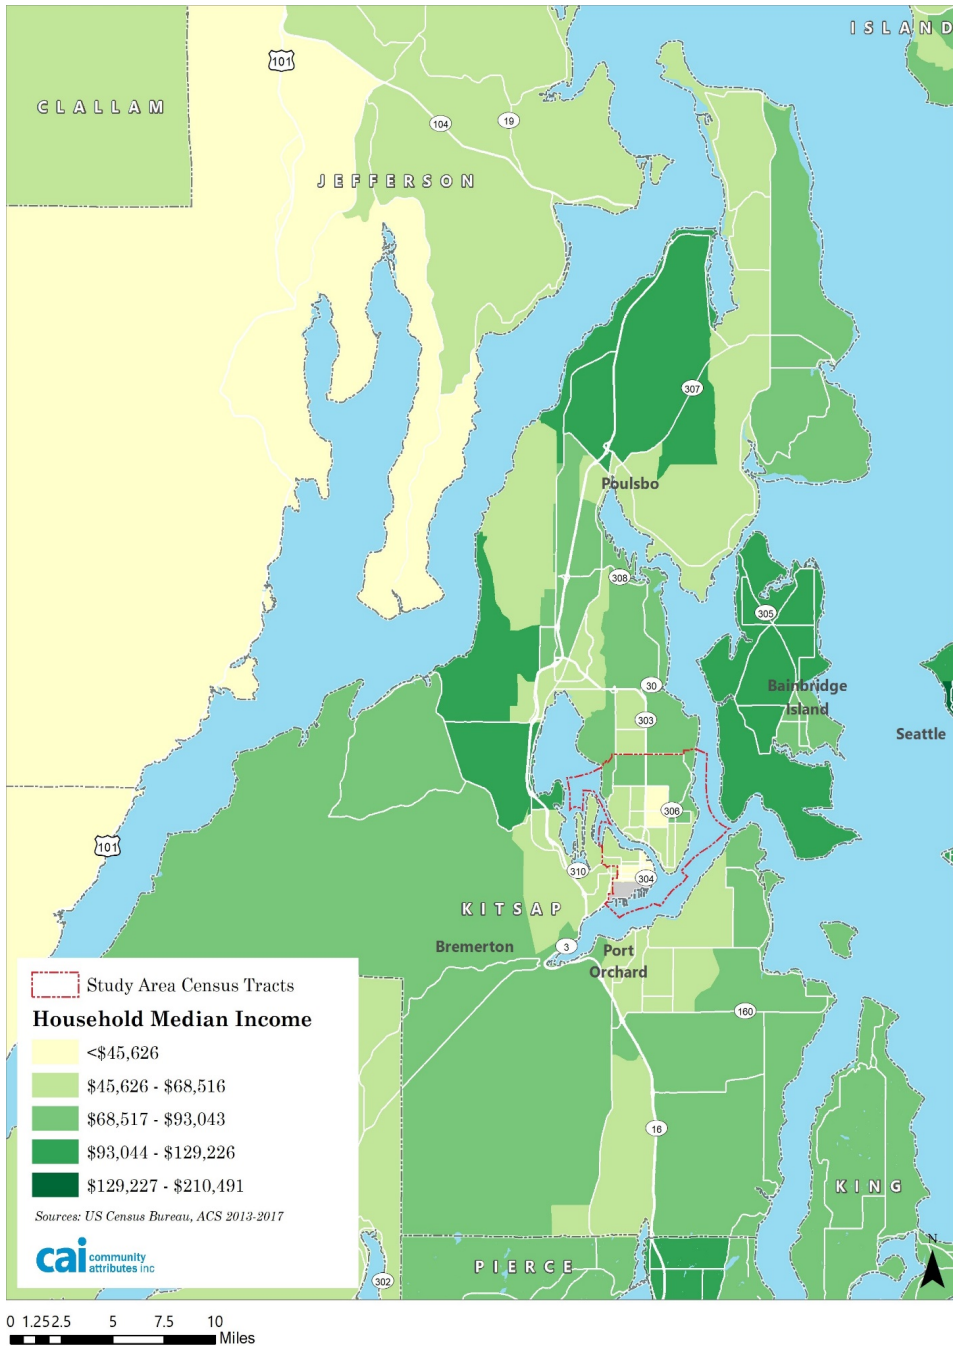 ISLAND
101
CLALLAM
104
19
JEFFERSON
307
Poulsbo
308
305
30
Bainbridge
Island
303
Seattle
306
101
310
304
KITSAP
Bremerton
3
Port
Orchard
160
16
KING
PIERCE
302
N
Study Area Census Tracts
Household Median Income
<$45,626
$45,626 - $68,516
$68,517 - $93,043
$93,044 - $129,226
$129,227 - $210,491
Sources: US Census Bureau, ACS 2013-2017
cai community
attributes inc
0 1.25 2.5 5 7.5 10
Miles